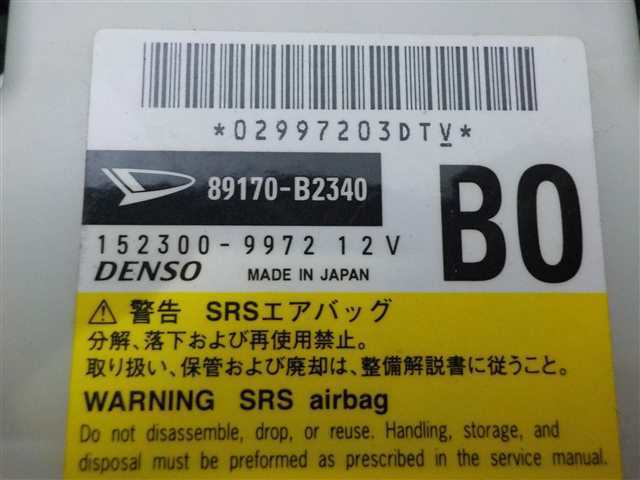 *02997203DTV*
89170-B2340
B0
152300-9972 12V
DENSO MADE IN JAPAN
⚠ 警告 SRSエアバッグ
分解、落下および再使用禁止。
取り扱い、保管および廃却は、整備解説書に従うこと。
WARNING SRS airbag
Do not disassemble, drop, or reuse. Handling, storage, and
disposal must be preformed as prescribed in the service manual.